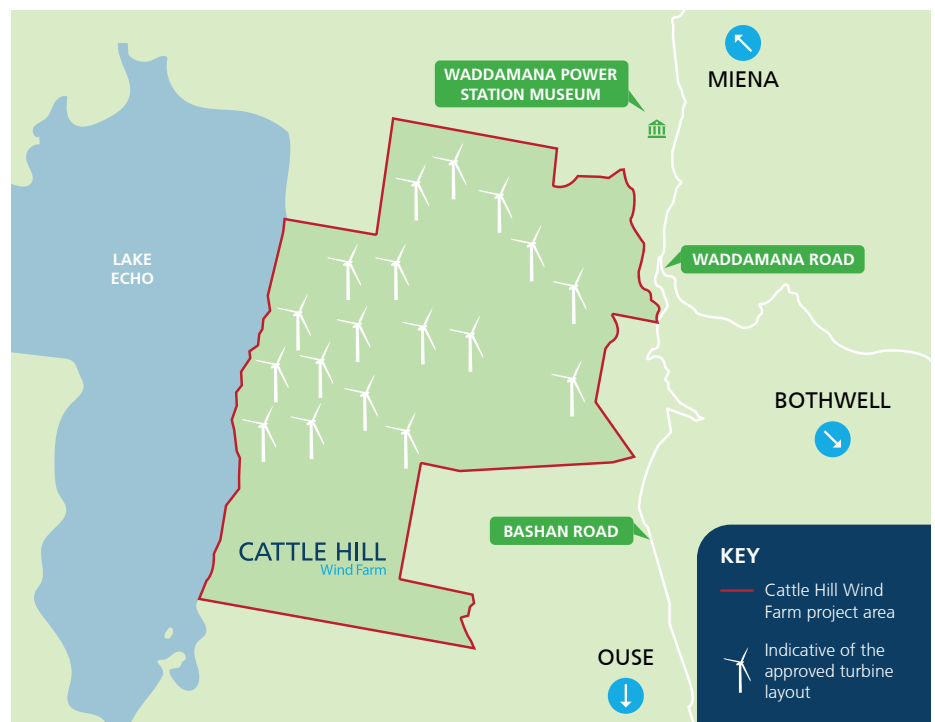 MIENA
WADDAMANA POWER
STATION MUSEUM
LAKE
ECHO
WADDAMANA ROAD
BOTHWELL
BASHAN ROAD
CATTLE HILL
Wind Farm
OUSE
KEY
Cattle Hill Wind
Farm project area
Indicative of the
approved turbine
layout